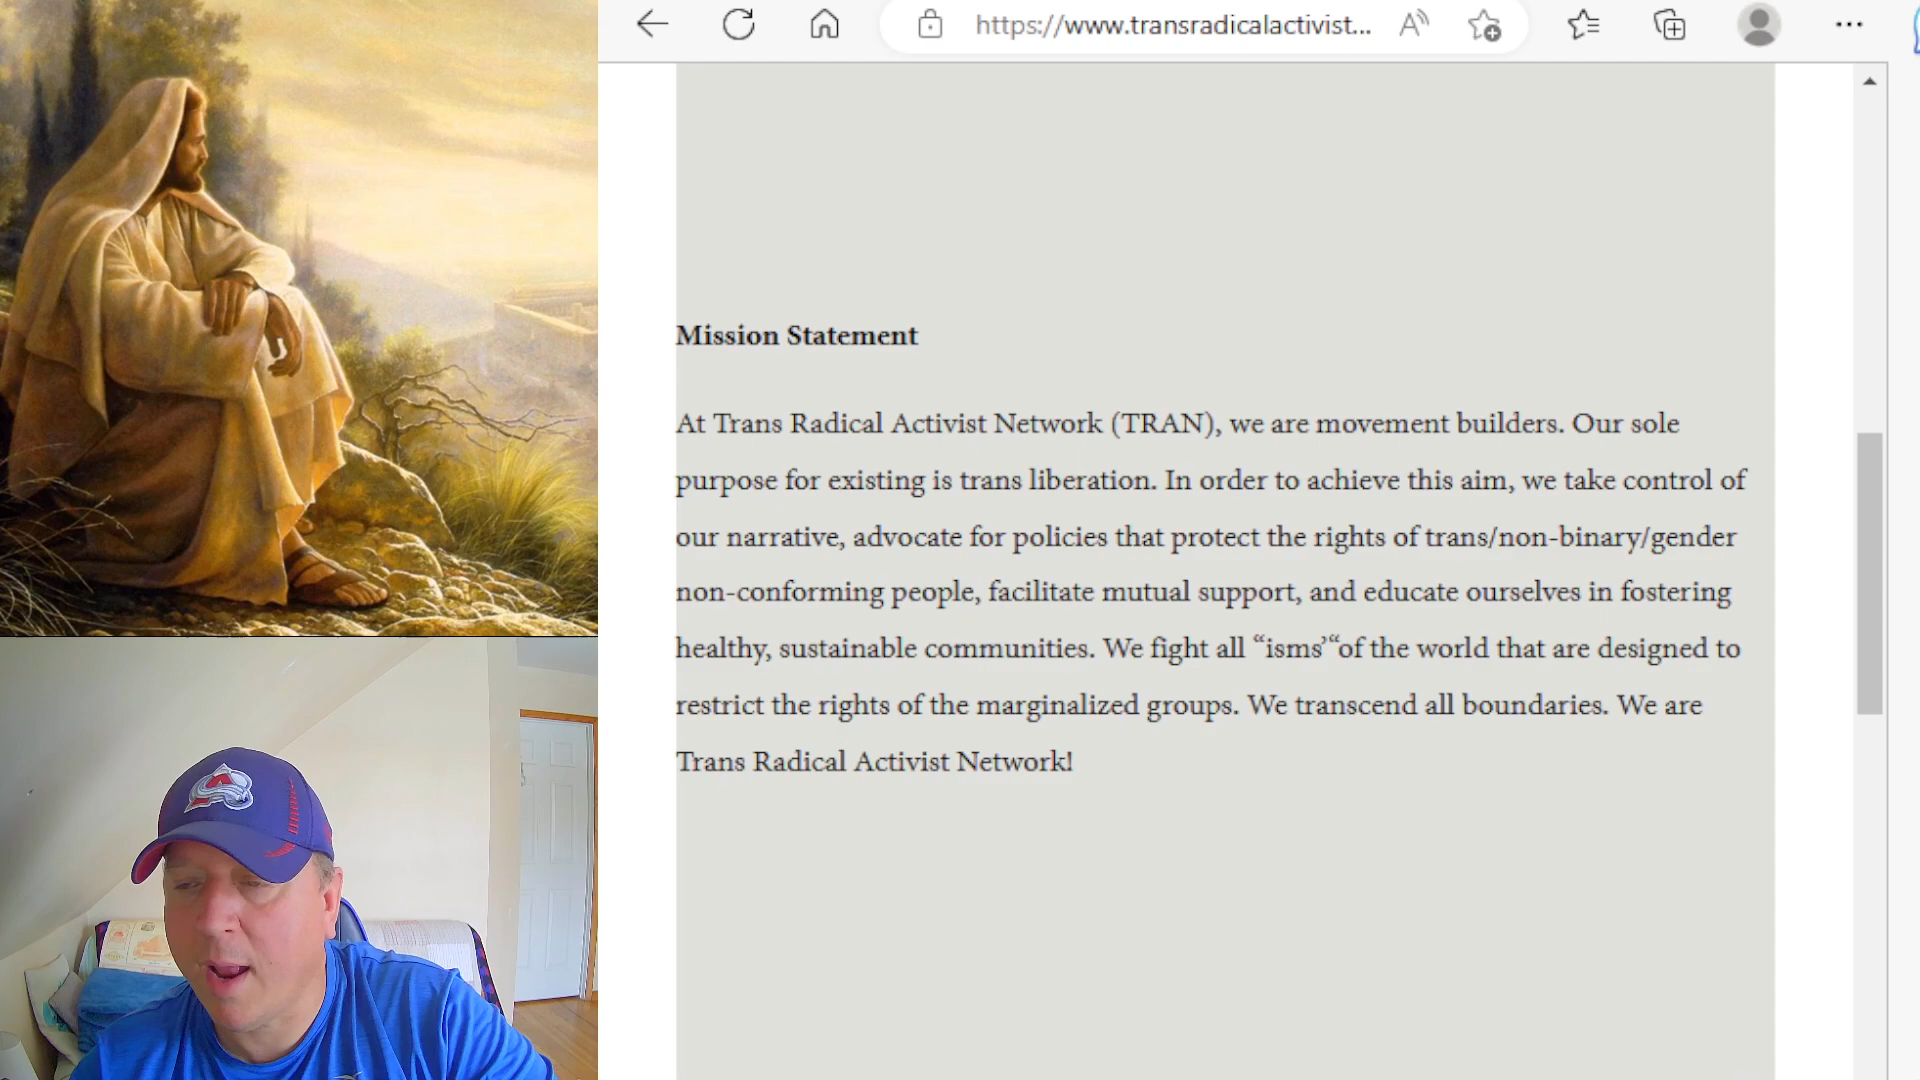 https://www.transradicalactivist...
Mission Statement
At Trans Radical Activist Network (TRAN), we are movement builders. Our sole
purpose for existing is trans liberation. In order to achieve this aim, we take control of
our narrative, advocate for policies that protect the rights of trans/non-binary/gender
non-conforming people, facilitate mutual support, and educate ourselves in fostering
healthy, sustainable communities. We fight all “isms’“of the world that are designed to
restrict the rights of the marginalized groups. We transcend all boundaries. We are
Trans Radical Activist Network!